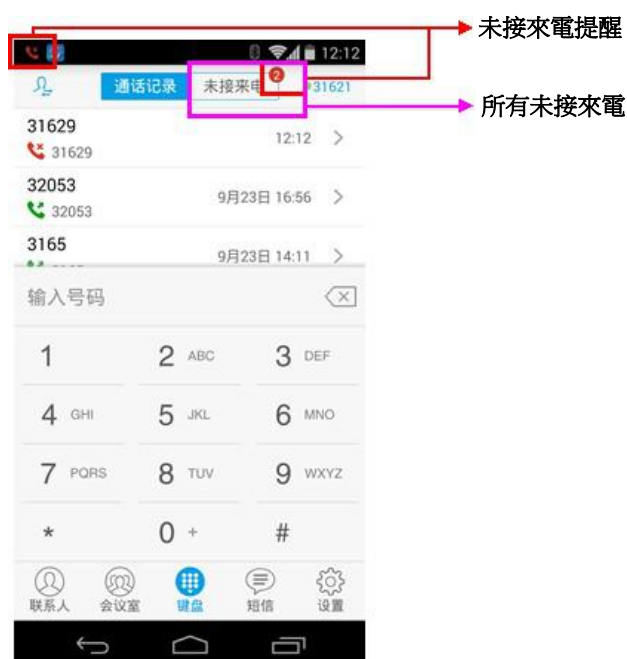 未接來電提醒
12:12
通话记录 未接来电 2 31621
所有未接來電
31629
31629 12:12
32053
32053 9月23日 16:56
3165
9月23日 14:11
输入号码
1 2 ABC 3 DEF
4 GHI 5 JKL 6 MNO
7 PQRS 8 TUV 9 WXYZ
* 0 + #
联系人 会议室 键盘 短信 设置